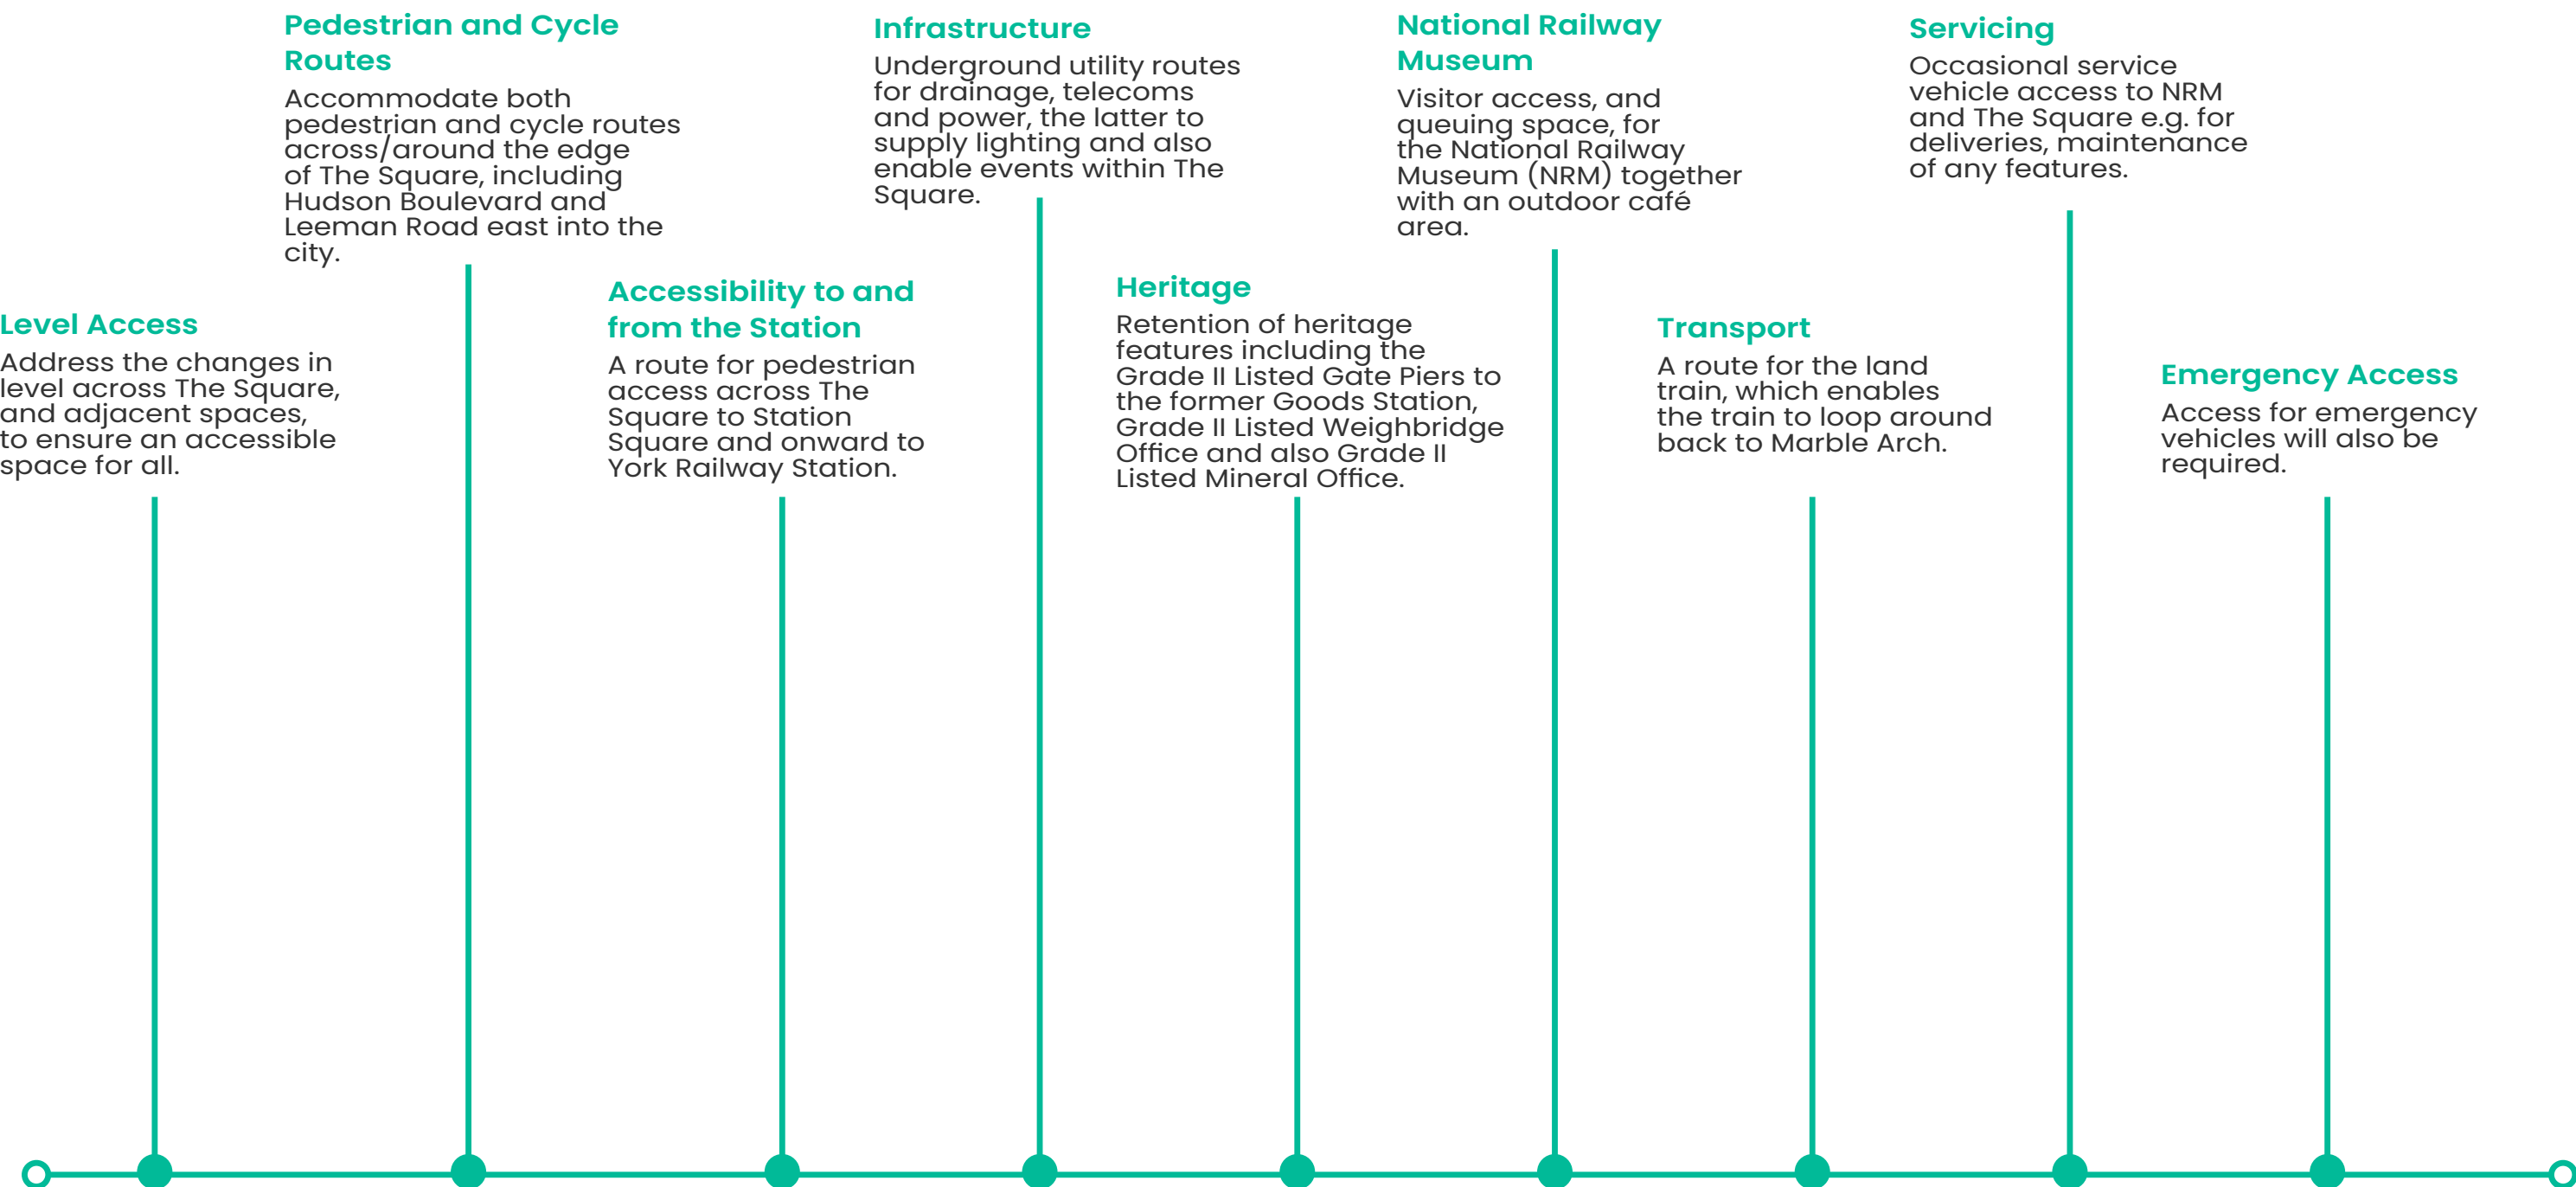 Level Access
Address the changes in
level across The Square,
and adjacent spaces,
to ensure an accessible
space for all.
Pedestrian and Cycle
Routes
Accommodate both
pedestrian and cycle routes
across/around the edge
of The Square, including
Hudson Boulevard and
Leeman Road east into the
city.
Accessibility to and
from the Station
A route for pedestrian
access across The
Square to Station
Square and onward to
York Railway Station.
Infrastructure
Underground utility routes
for drainage, telecoms
and power, the latter to
supply lighting and also
enable events within The
Square.
Heritage
Retention of heritage
features including the
Grade II Listed Gate Piers to
the former Goods Station,
Grade II Listed Weighbridge
Office and also Grade II
Listed Mineral Office.
National Railway
Museum
Visitor access, and
queuing space, for
the National Railway
Museum (NRM) together
with an outdoor café
area.
Transport
A route for the land
train, which enables
the train to loop around
back to Marble Arch.
Servicing
Occasional service
vehicle access to NRM
and The Square e.g. for
deliveries, maintenance
of any features.
Emergency Access
Access for emergency
vehicles will also be
required.